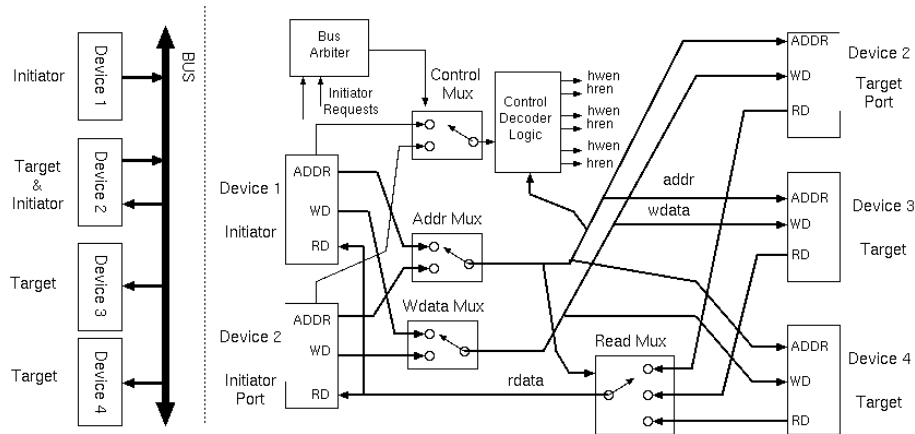 Initiator
Device 1
Target
&
Initiator
Device 2
Target
Device 3
Target
Device 4
BUS
Bus
Arbiter
Initiator
Requests
Control
Mux
Control
Decoder
Logic
hwen
hren
hwen
hren
hwen
hren
Device 1
Initiator
ADDR
WD
RD
Addr Mux
Wdata Mux
Device 2
Initiator
Port
ADDR
WD
RD
rdata
Read Mux
addr
wdata
ADDR
WD
RD
Device 2
Target
Port
ADDR
WD
RD
Device 3
Target
ADDR
WD
RD
Device 4
Target